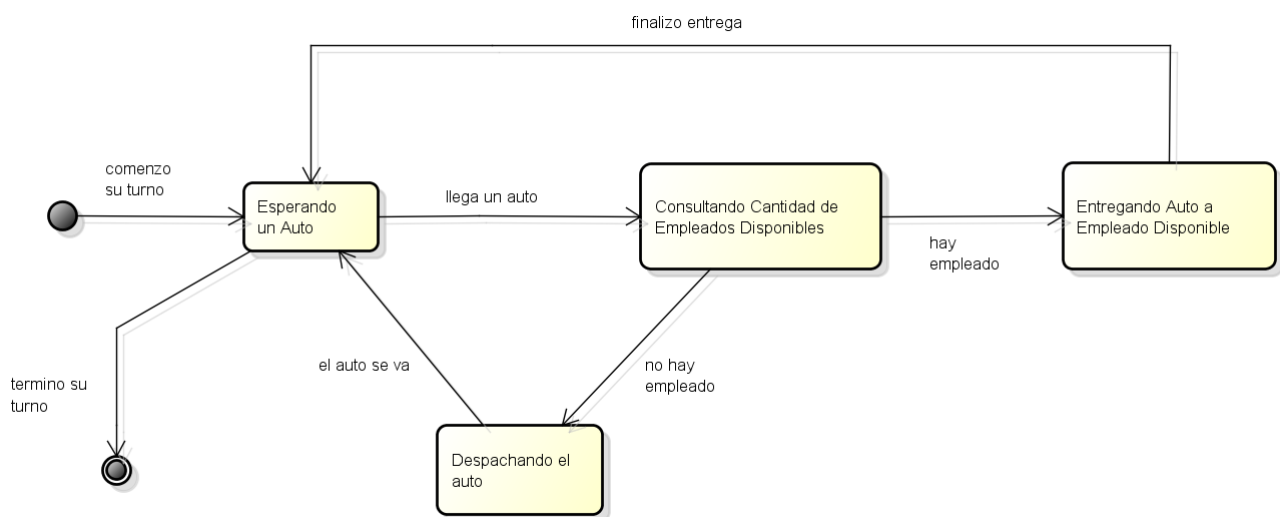 finalizo entrega
comenzo
su turno
Esperando
un Auto
llega un auto
Consultando Cantidad de
Empleados Disponibles
hay
empleado
Entregando Auto a
Empleado Disponible
termino su
turno
el auto se va
no hay
empleado
Despachando el
auto